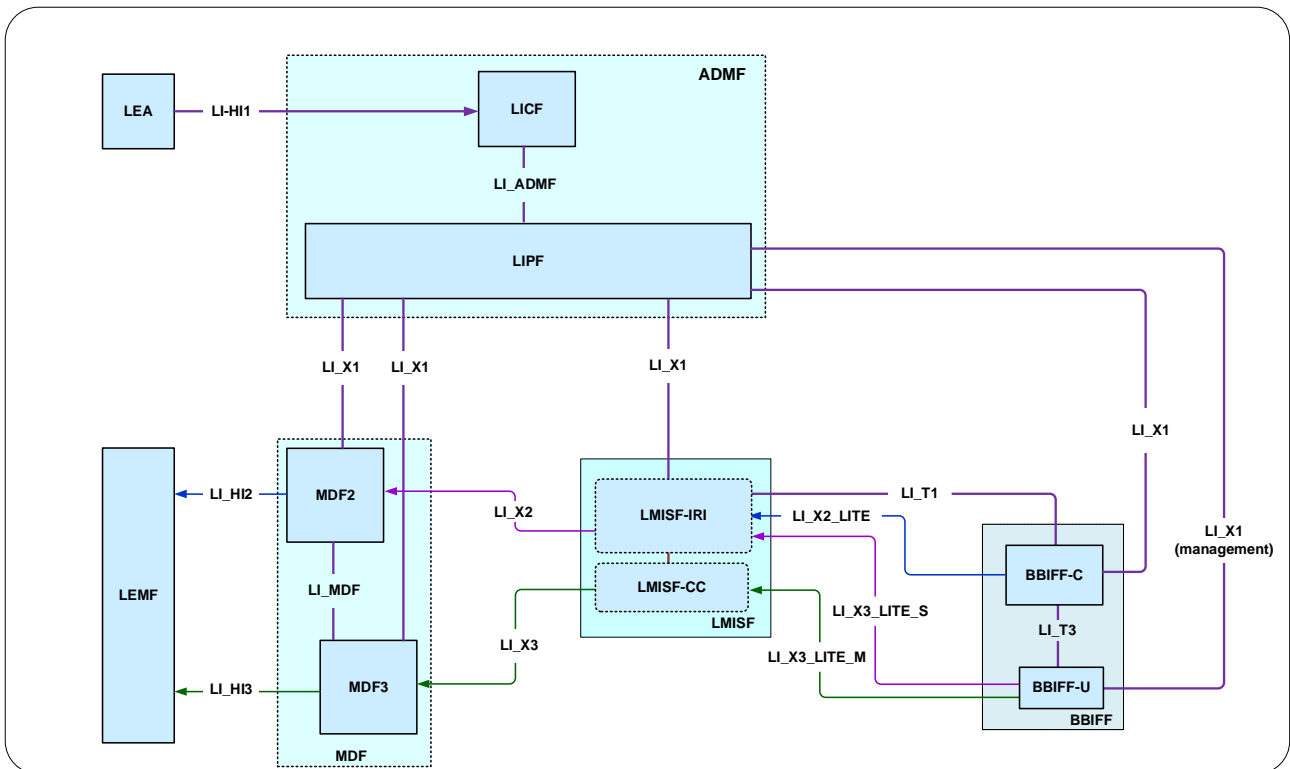 ADMF
LEA
LI-HI1
LICF
LI_ADMF
LIPF
LI_X1
LI_X1
LI_X1
LI_X1
LI_X1
(management)
LEMF
LI_HI2
MDF2
LI_X2
LMISF-IRI
LI_T1
LI_X2_LITE
BBIFF-C
LI_MDF
LMISF-CC
LMISF
LI_X3_LITE_S
LI_T3
LI_X3
LI_X3_LITE_M
LI_HI3
MDF3
BBIFF-U
BBIFF
MDF